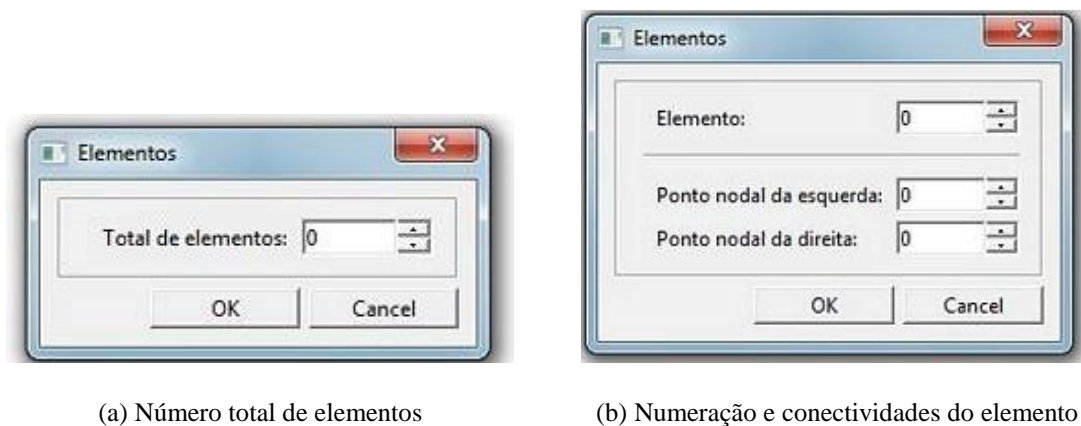 Elementos
Total de elementos: 0
OK Cancel
(a) Número total de elementos
Elementos
Elemento: 0
Ponto nodal da esquerda: 0
Ponto nodal da direita: 0
OK Cancel
(b) Numeração e conectividades do elemento